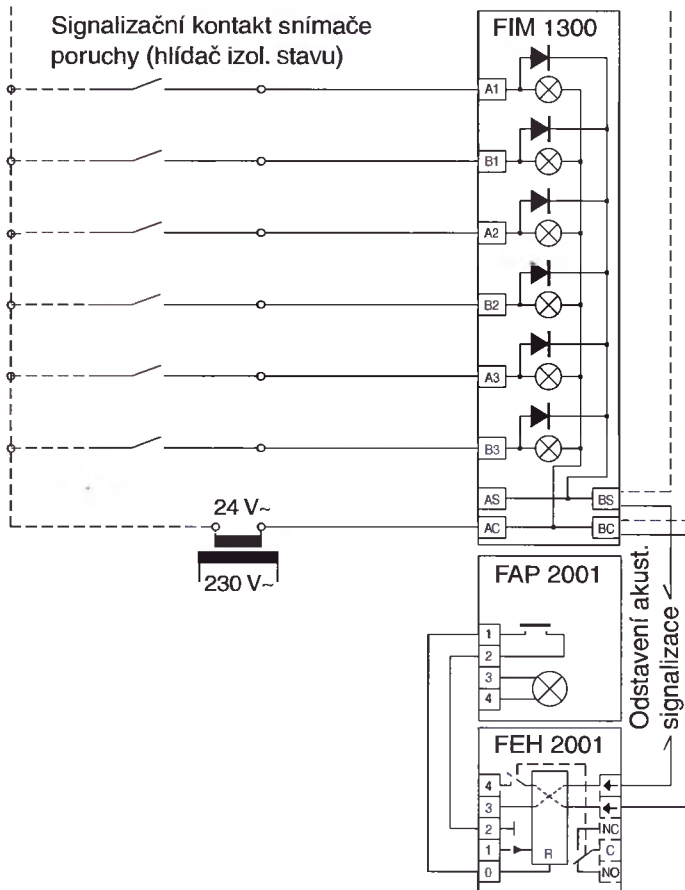 Signalizační kontakt snímače
poruchy (hlídač izol. stavu)
FIM 1300
A1
B1
A2
B2
A3
B3
AS
BS
AC
BC
24 V~
230 V~
FAP 2001
1
2
3
4
Odstavení akust.
signalizace
FEH 2001
4
3
2
1
0
R
NC
C
NO